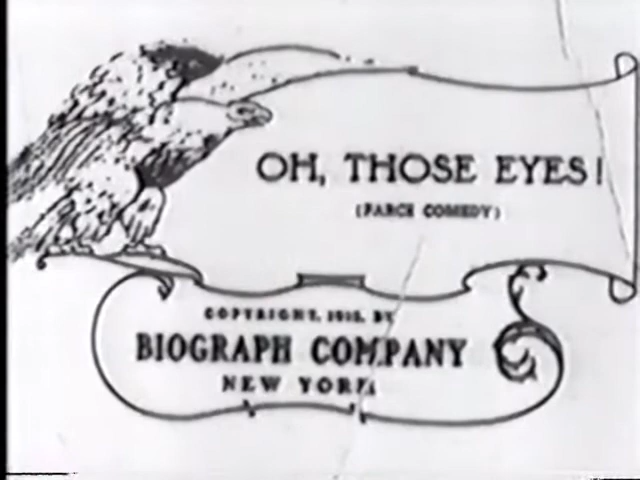 OH, THOSE EYES!
(FARCE COMEDY)
COPYRIGHT, 1912, BY
BIOGRAPH COMPANY
NEW YORK